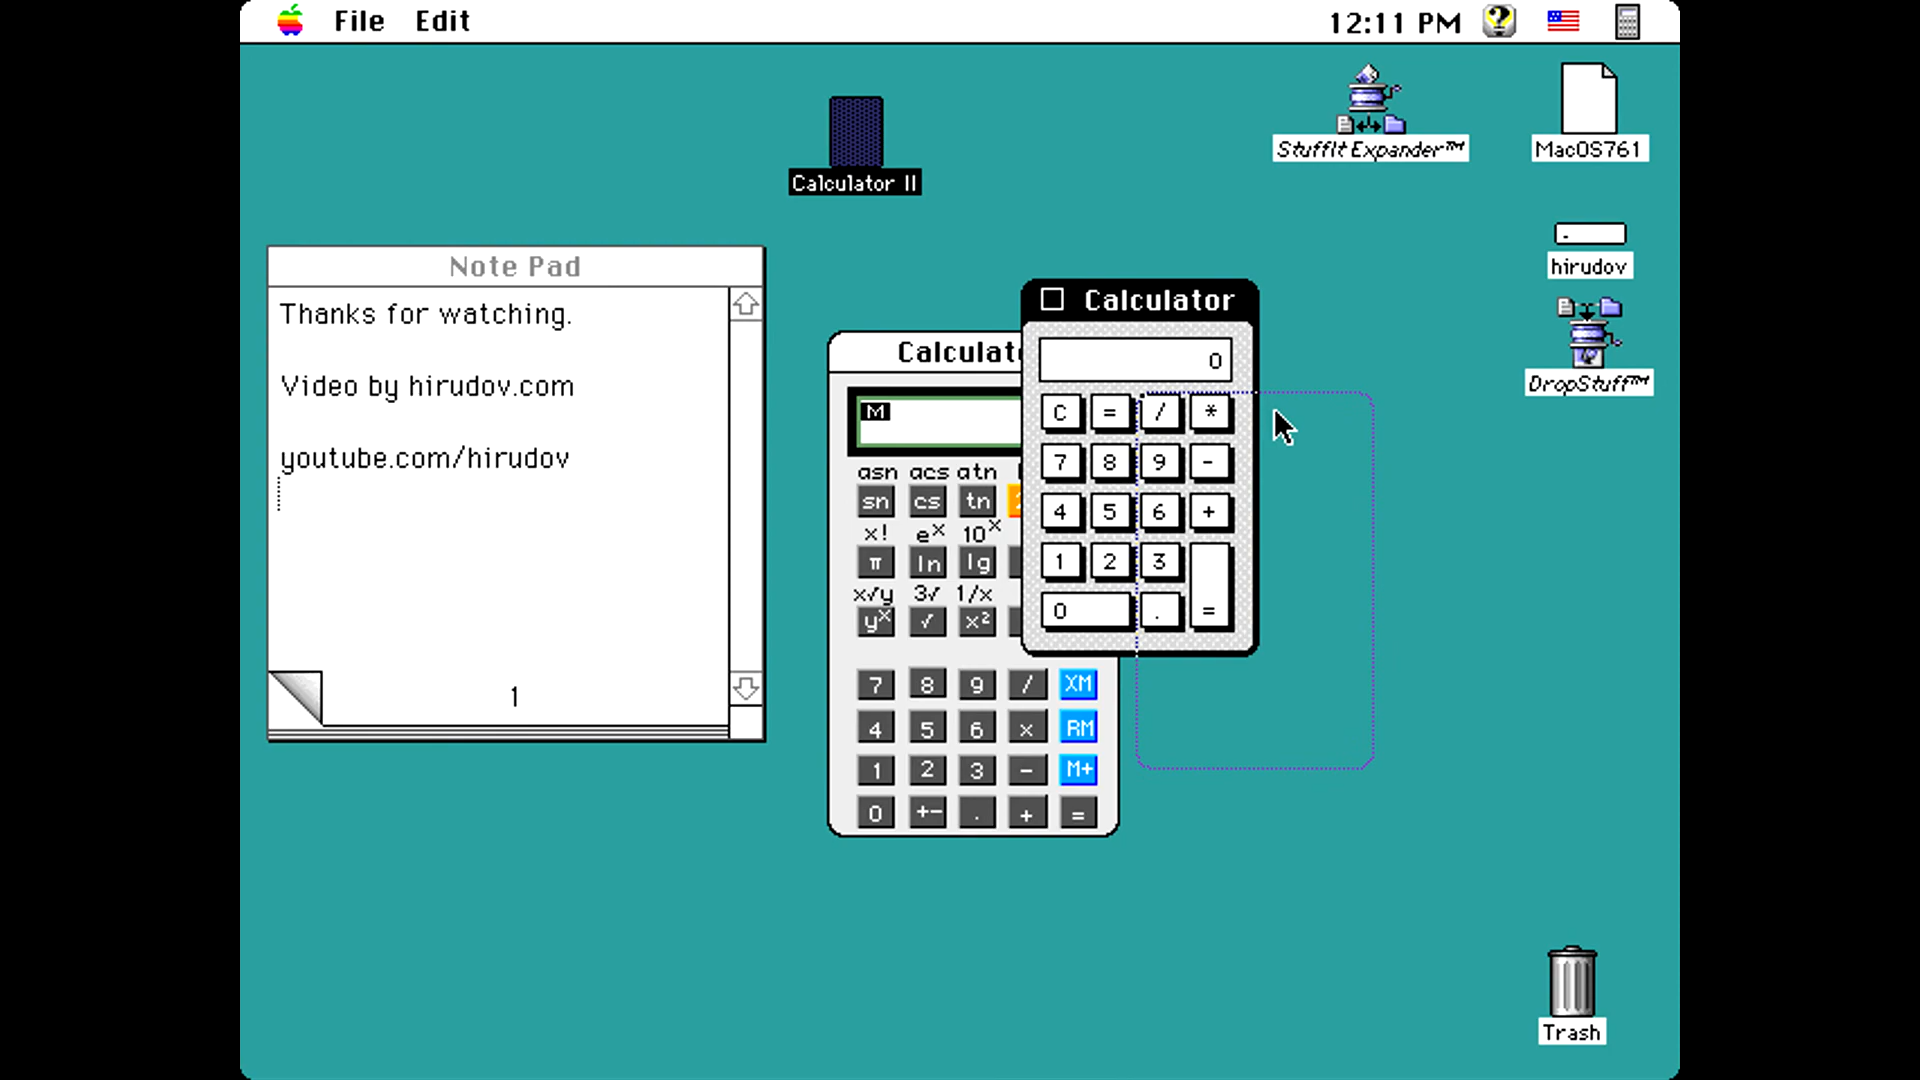 File Edit 12:11 PM
StuffIt Expander™
MacOS761
Calculator II
hirudov
DropStuff™
Note Pad
Thanks for watching.
Video by hirudov.com
youtube.com/hirudov
1
Calculator
0
C = / *
7 8 9 -
4 5 6 +
1 2 3
0 . =
Calculat
M
asn acs atn
sn cs tn
x! eˣ 10ˣ
π ln lg
x√y 3√ 1/x
yˣ √ x²
7 8 9 / XM
4 5 6 x RM
1 2 3 - M+
0 +- . + =
Trash